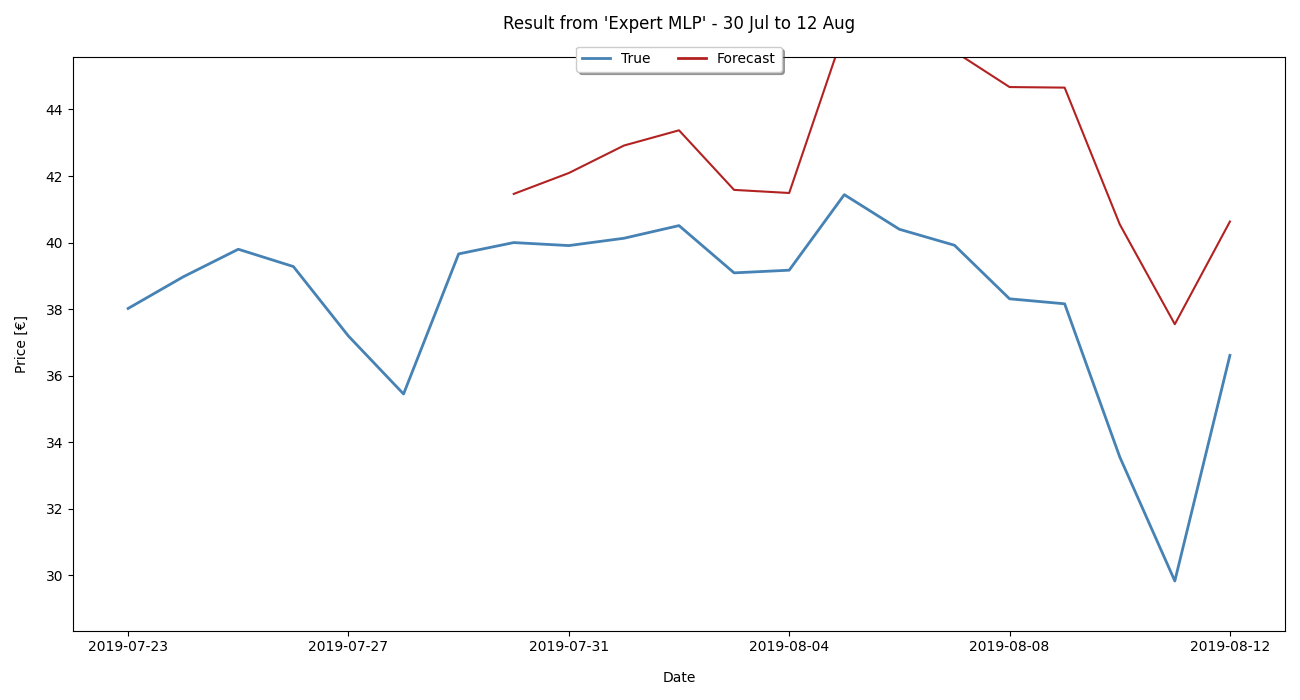 Result from 'Expert MLP' - 30 Jul to 12 Aug
True Forecast
44
42
40
38
36
34
32
30
Price [€]
2019-07-23 2019-07-27 2019-07-31 2019-08-04 2019-08-08 2019-08-12
Date